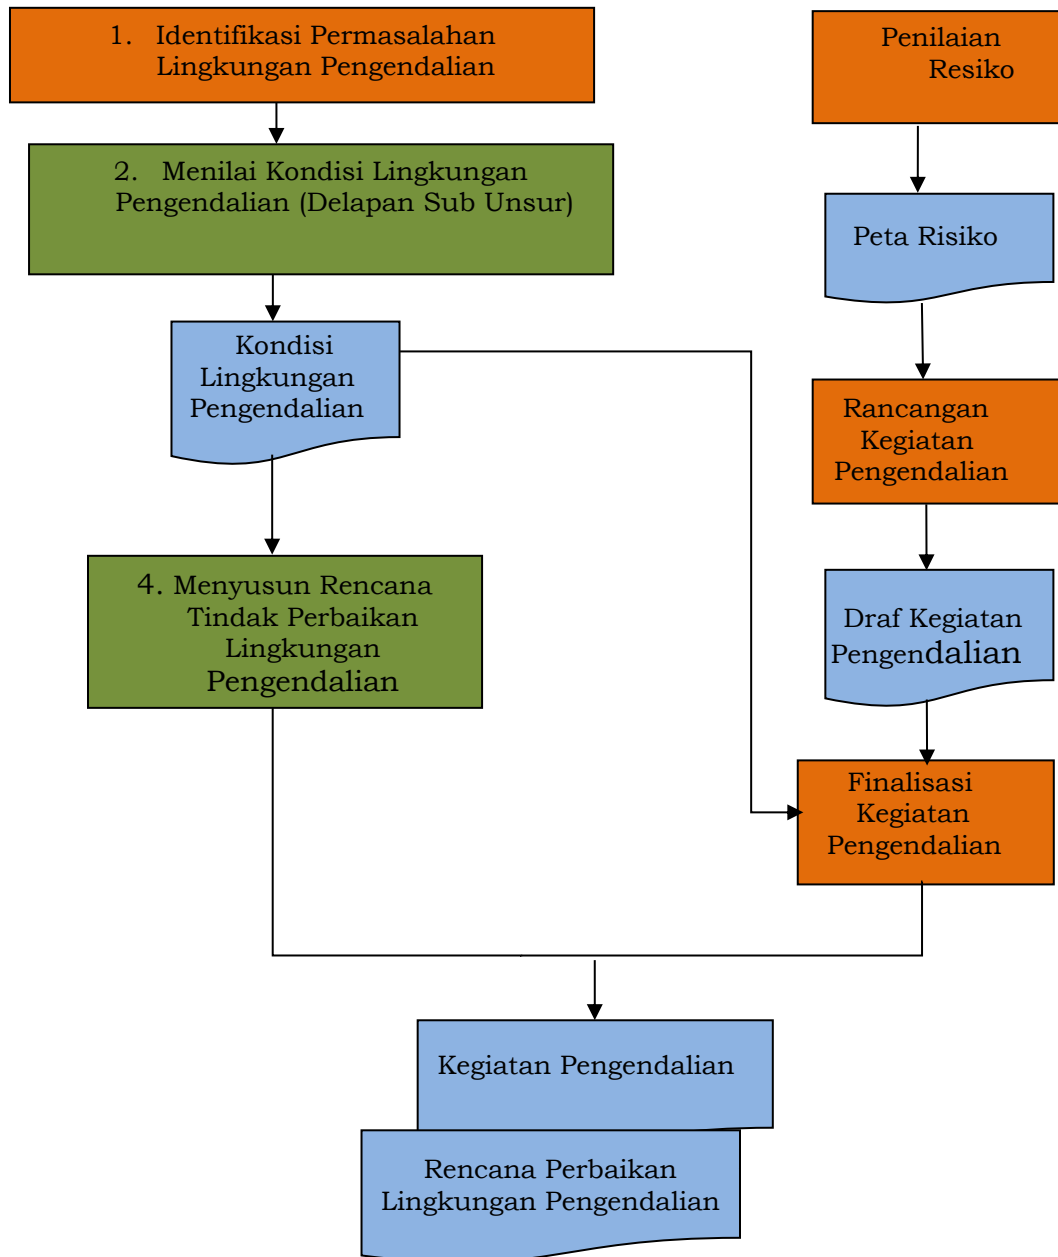 1. Identifikasi Permasalahan
Lingkungan Pengendalian
2. Menilai Kondisi Lingkungan
Pengendalian (Delapan Sub Unsur)
Kondisi
Lingkungan
Pengendalian
4. Menyusun Rencana
Tindak Perbaikan
Lingkungan
Pengendalian
Penilaian
Resiko
Peta Risiko
Rancangan
Kegiatan
Pengendalian
Draf Kegiatan
Pengendalian
Finalisasi
Kegiatan
Pengendalian
Kegiatan Pengendalian
Rencana Perbaikan
Lingkungan Pengendalian